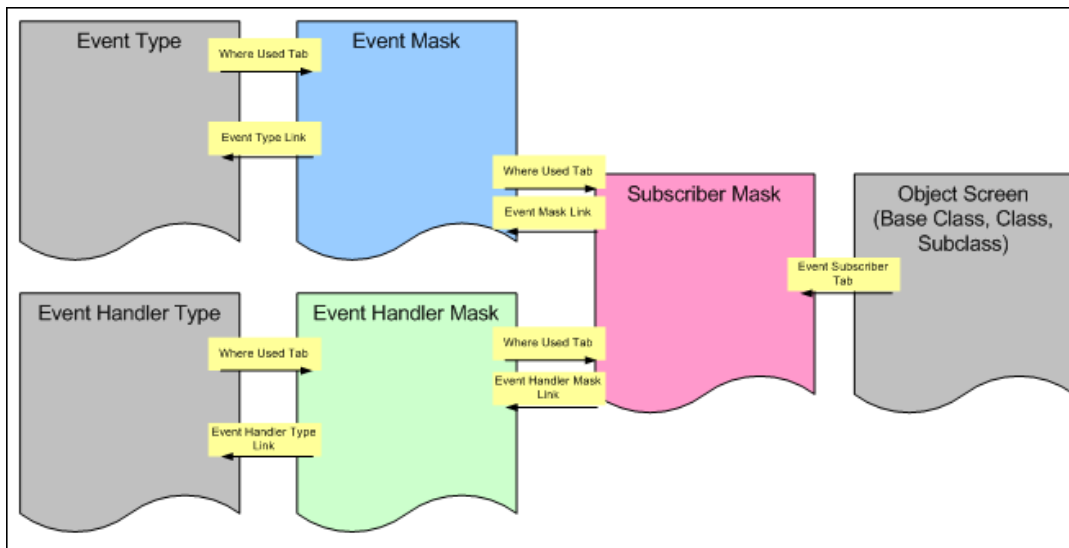 Event Type
Where Used Tab
Event Mask
Event Type Link
Where Used Tab
Event Mask Link
Subscriber Mask
Object Screen
(Base Class, Class,
Subclass)
Event Subscriber
Tab
Event Handler Type
Where Used Tab
Event Handler Mask
Event Handler Type
Link
Where Used Tab
Event Handler Mask
Link